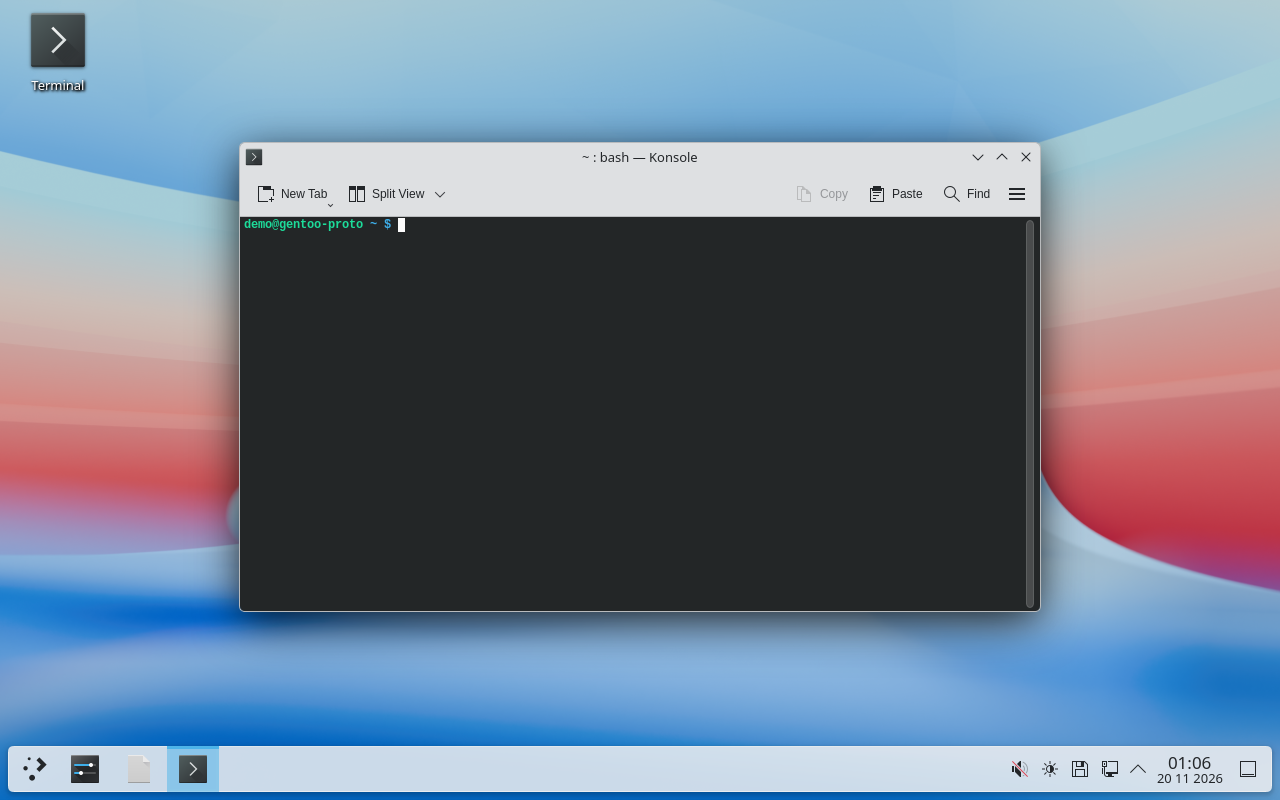 Terminal
~ : bash — Konsole
New Tab
Split View
Copy
Paste
Find
demo@gentoo-proto ~ $
01:06
20 11 2026